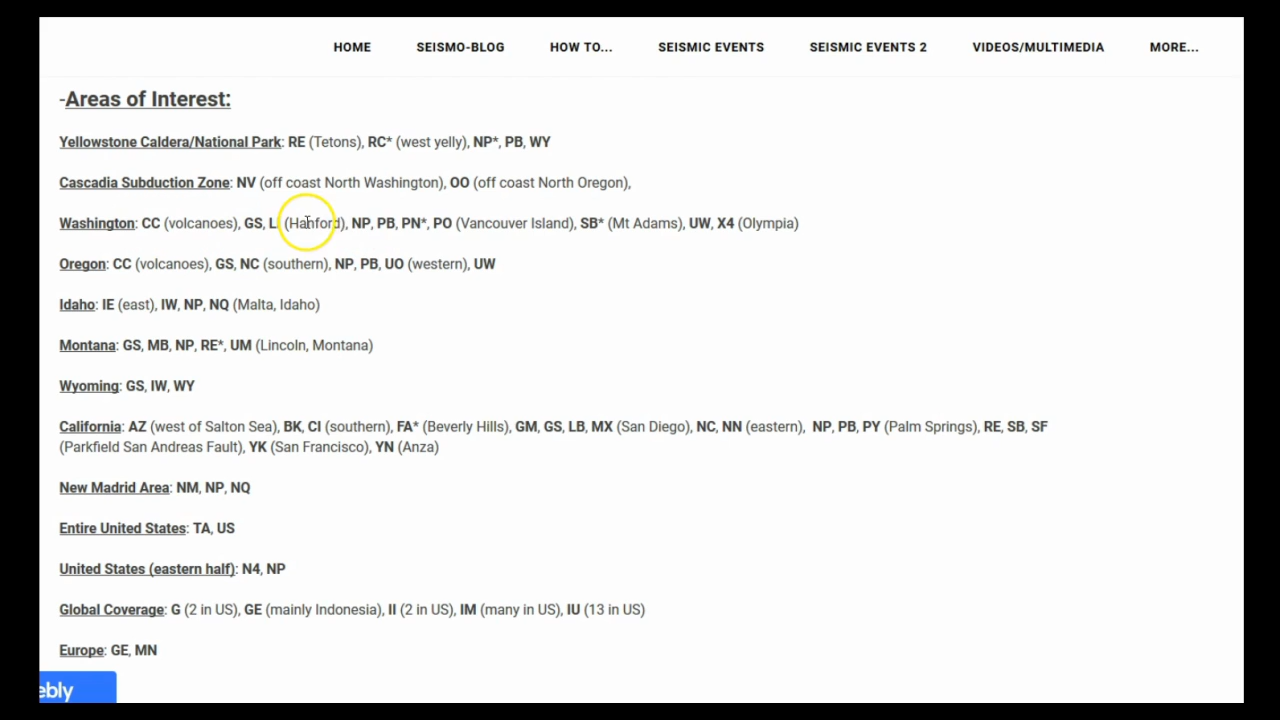 HOME SEISMO-BLOG HOW TO... SEISMIC EVENTS SEISMIC EVENTS 2 VIDEOS/MULTIMEDIA MORE...
-Areas of Interest:
Yellowstone Caldera/National Park: RE (Tetons), RC* (west yelly), NP*, PB, WY
Cascadia Subduction Zone: NV (off coast North Washington), OO (off coast North Oregon),
Washington: CC (volcanoes), GS, (Hanford), NP, PB, PN*, PO (Vancouver Island), SB* (Mt Adams), UW, X4 (Olympia)
Oregon: CC (volcanoes), GS, NC (southern), NP, PB, UO (western), UW
Idaho: IE (east), IW, NP, NQ (Malta, Idaho)
Montana: GS, MB, NP, RE*, UM (Lincoln, Montana)
Wyoming: GS, IW, WY
California: AZ (west of Salton Sea), BK, CI (southern), FA* (Beverly Hills), GM, GS, LB, MX (San Diego), NC, NN (eastern), NP, PB, PY (Palm Springs), RE, SB, SF
(Parkfield San Andreas Fault), YK (San Francisco), YN (Anza)
New Madrid Area: NM, NP, NQ
Entire United States: TA, US
United States (eastern half): N4, NP
Global Coverage: G (2 in US), GE (mainly Indonesia), II (2 in US), IM (many in US), IU (13 in US)
Europe: GE, MN
ebly